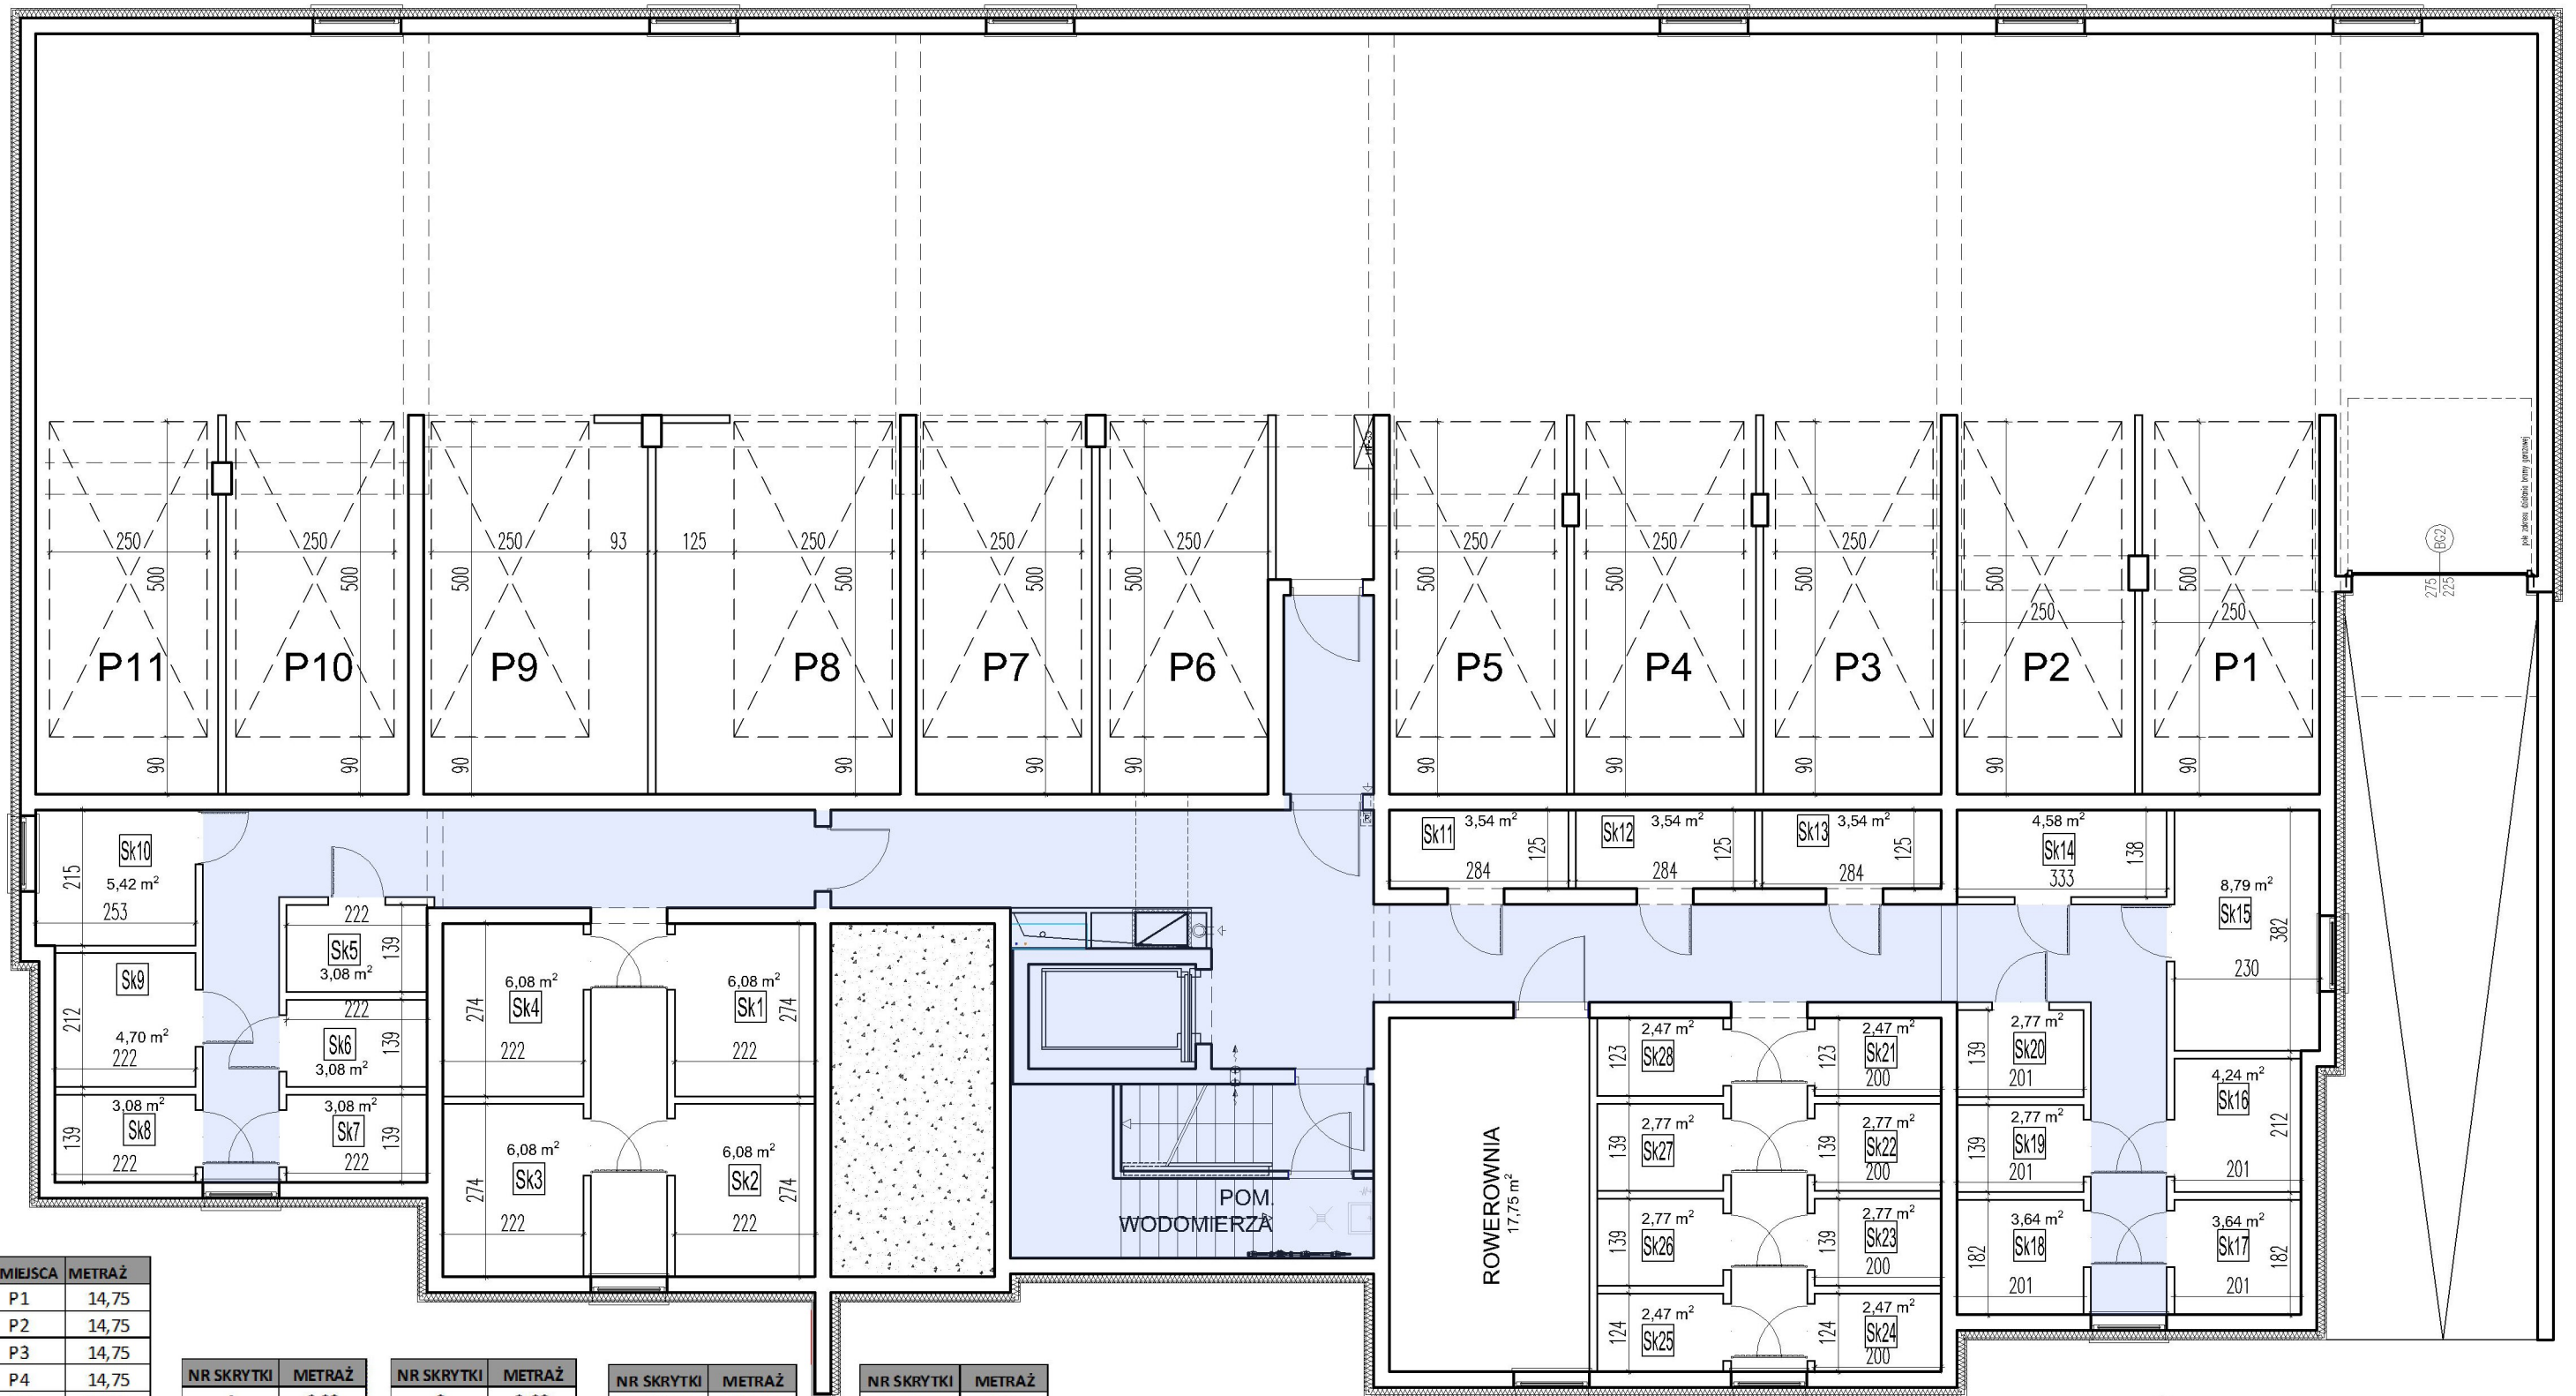 HP-33
pole zakresu działania bramy garażowej
BG2
275
225
250
500
P11
90
250
500
P10
90
250
93
500
P9
90
125
250
500
P8
90
250
500
P7
90
250
500
P6
90
250
500
P5
90
250
500
P4
90
250
500
P3
90
500
250
P2
90
500
250
P1
90
215
Sk10
5,42 m²
253
222
Sk5
139
3,08 m²
Sk9
212
4,70 m²
222
222
Sk6
139
3,08 m²
3,08 m²
Sk8
139
222
3,08 m²
Sk7
139
222
6,08 m²
Sk4
274
222
6,08 m²
Sk1
274
222
6,08 m²
Sk3
274
222
6,08 m²
Sk2
274
222
POM.
WODOMIERZA
Sk11
3,54 m²
125
284
Sk12
3,54 m²
125
284
Sk13
3,54 m²
125
284
4,58 m²
Sk14
138
333
8,79 m²
Sk15
382
230
ROWEROWNIA
17,75 m²
2,47 m²
123
Sk28
2,47 m²
123
Sk21
200
2,77 m²
139
Sk27
2,77 m²
139
Sk22
200
2,77 m²
139
Sk26
2,77 m²
139
Sk23
200
2,47 m²
124
Sk25
2,47 m²
124
Sk24
200
2,77 m²
139
Sk20
201
2,77 m²
139
Sk19
201
3,64 m²
182
Sk18
201
4,24 m²
Sk16
212
201
3,64 m²
Sk17
182
201
MIEJSCA METRAŻ
P1 14,75
P2 14,75
P3 14,75
P4 14,75
NR SKRYTKI METRAŻ
NR SKRYTKI METRAŻ
NR SKRYTKI METRAŻ
NR SKRYTKI METRAŻ